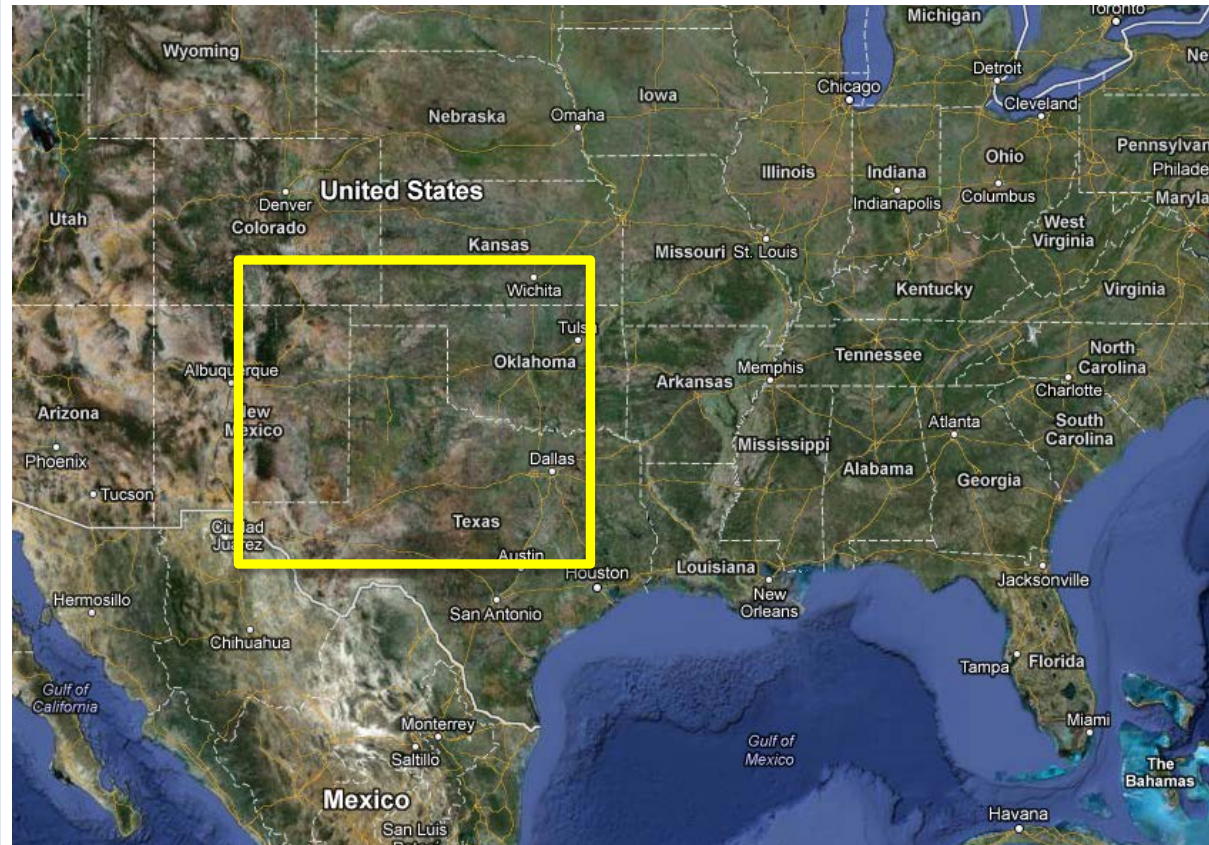 Michigan
Toronto
Wyoming
Ne
Detroit
Chicago
Iowa
Cleveland
Nebraska
Omaha
Pennsylvan
Ohio
Illinois
Indiana
Philade
United States
Denver
Columbus
Indianapolis
Maryla
Utah
Colorado
West
Virginia
Kansas
Missouri
St. Louis
Wichita
Kentucky
Virginia
Tulsa
North
Carolina
Tennessee
Oklahoma
Albuquerque
Memphis
Arkansas
Charlotte
Arizona
New
Mexico
Atlanta
South
Carolina
Mississippi
Phoenix
Dallas
Alabama
Georgia
Tucson
Texas
Ciudad
Juárez
Austin
Houston
Louisiana
Jacksonville
New
Orleans
Hermosillo
San Antonio
Chihuahua
Tampa
Florida
Gulf of
California
Monterrey
Miami
Gulf of
Mexico
Saltillo
The
Bahamas
Mexico
Havana
San Luis